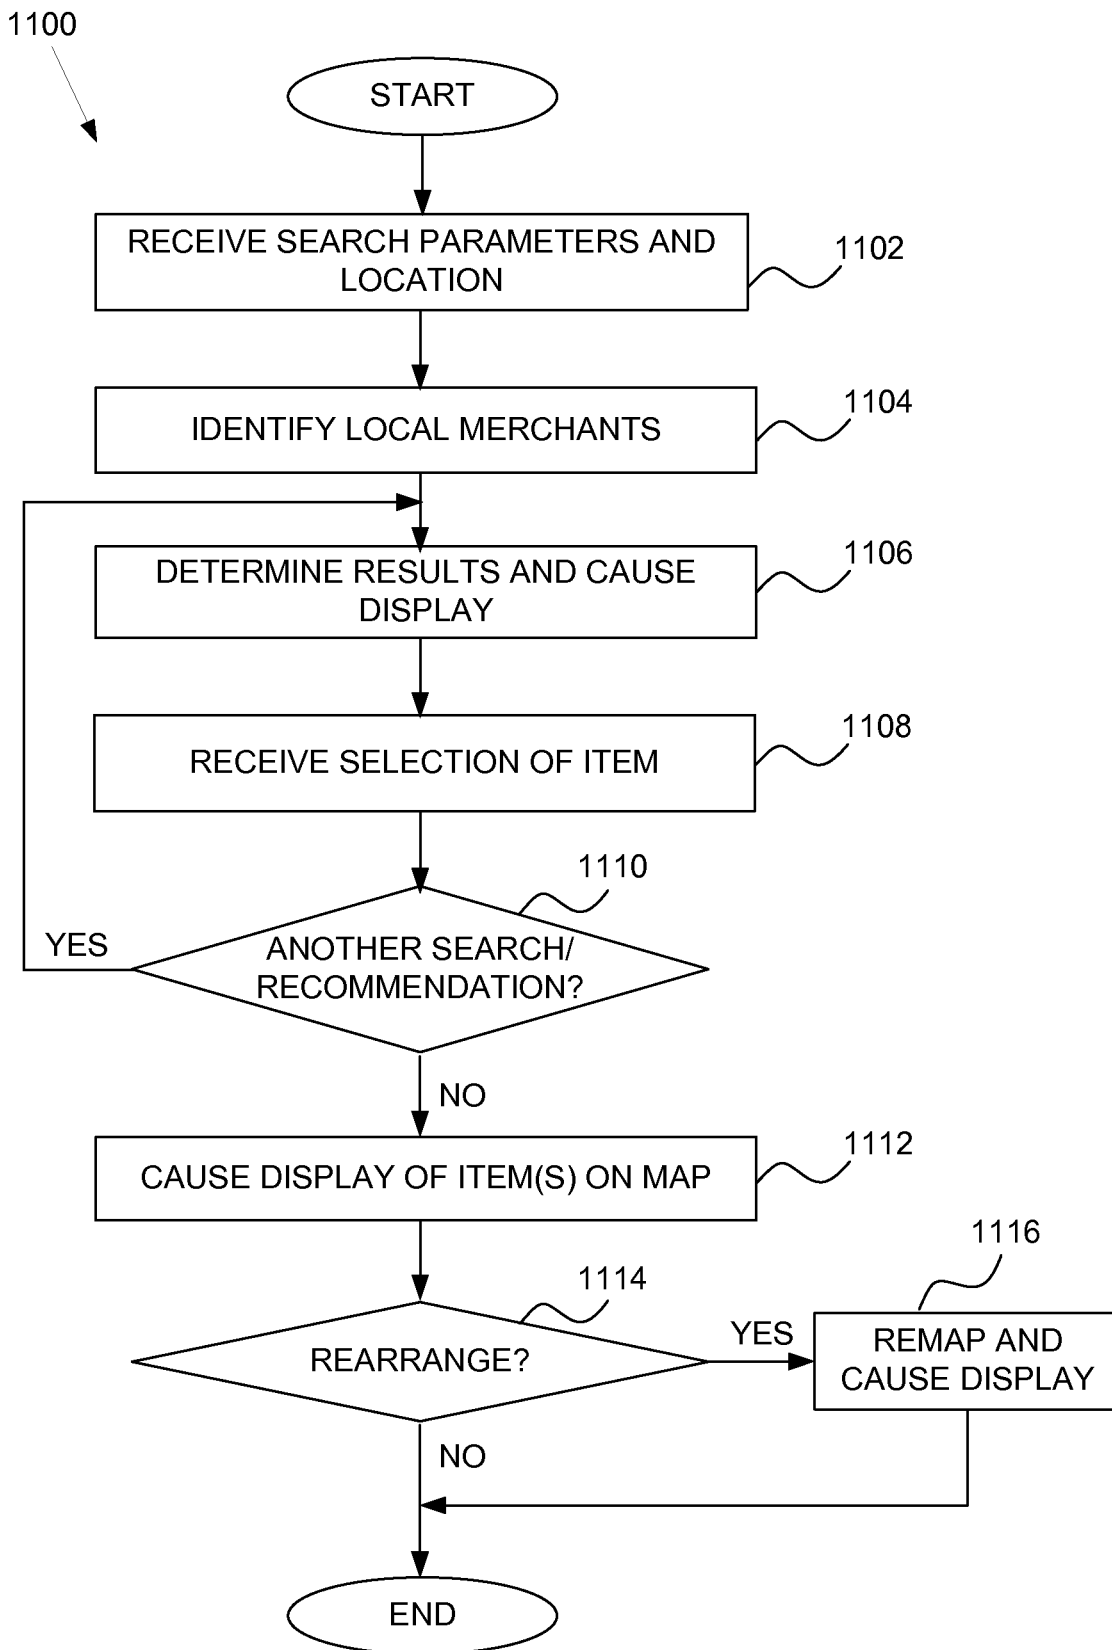 1100
START
RECEIVE SEARCH PARAMETERS AND
LOCATION
1102
IDENTIFY LOCAL MERCHANTS
1104
DETERMINE RESULTS AND CAUSE
DISPLAY
1106
RECEIVE SELECTION OF ITEM
1108
1110
YES
ANOTHER SEARCH/
RECOMMENDATION?
NO
CAUSE DISPLAY OF ITEM(S) ON MAP
1112
1114
REARRANGE?
YES
1116
REMAP AND
CAUSE DISPLAY
NO
END